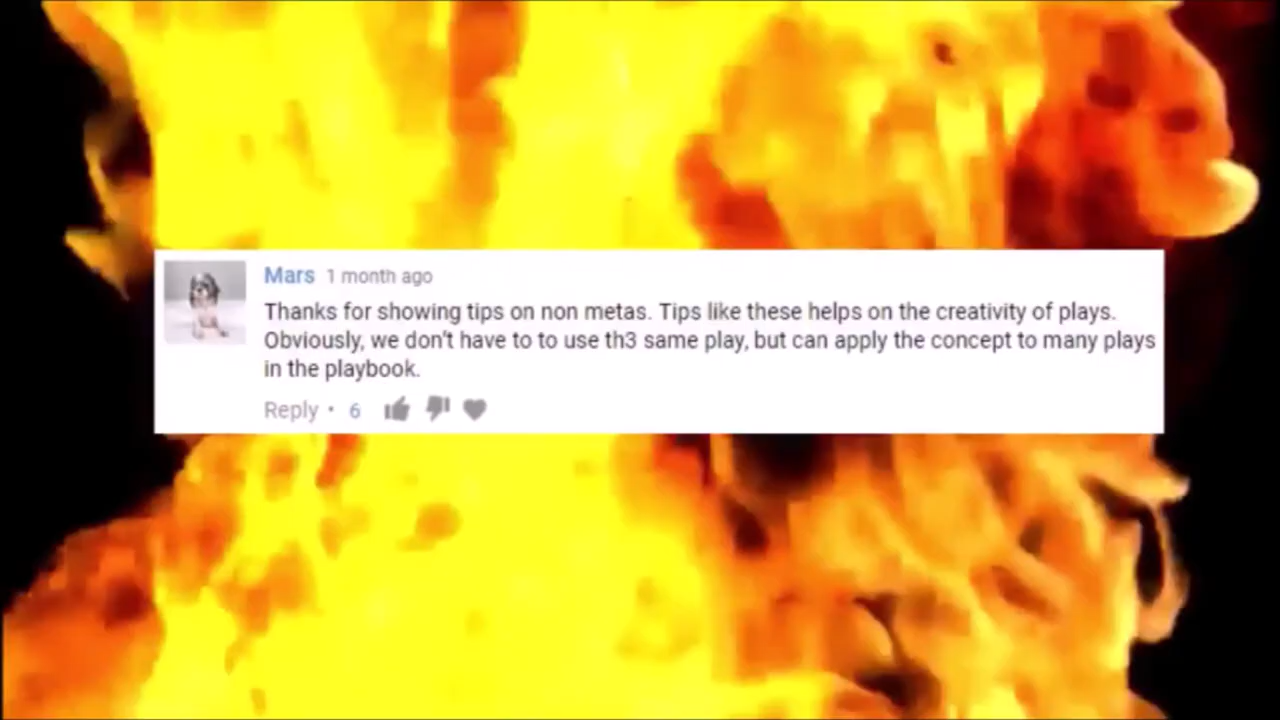 Mars 1 month ago
Thanks for showing tips on non metas. Tips like these helps on the creativity of plays.
Obviously, we don't have to to use th3 same play, but can apply the concept to many plays
in the playbook.
Reply • 6